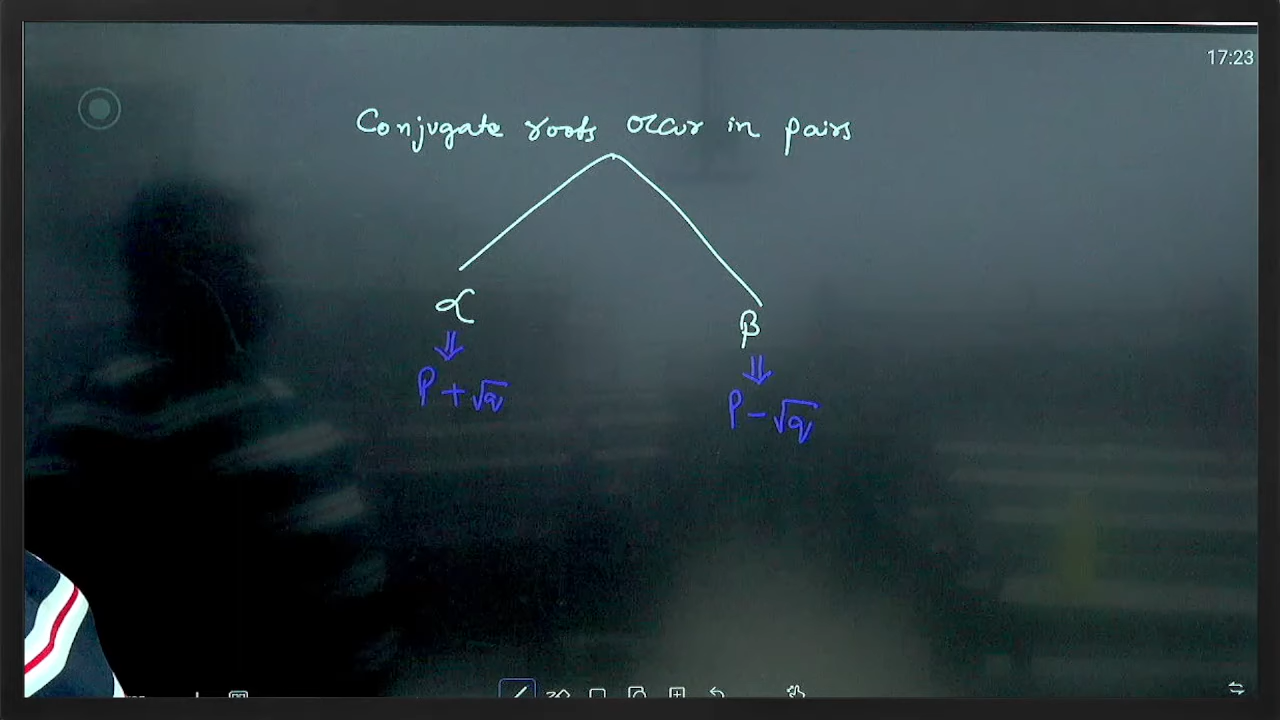 17:23
Conjugate roots occur in pairs
α
β
⇓
⇓
P + √q
P - √q